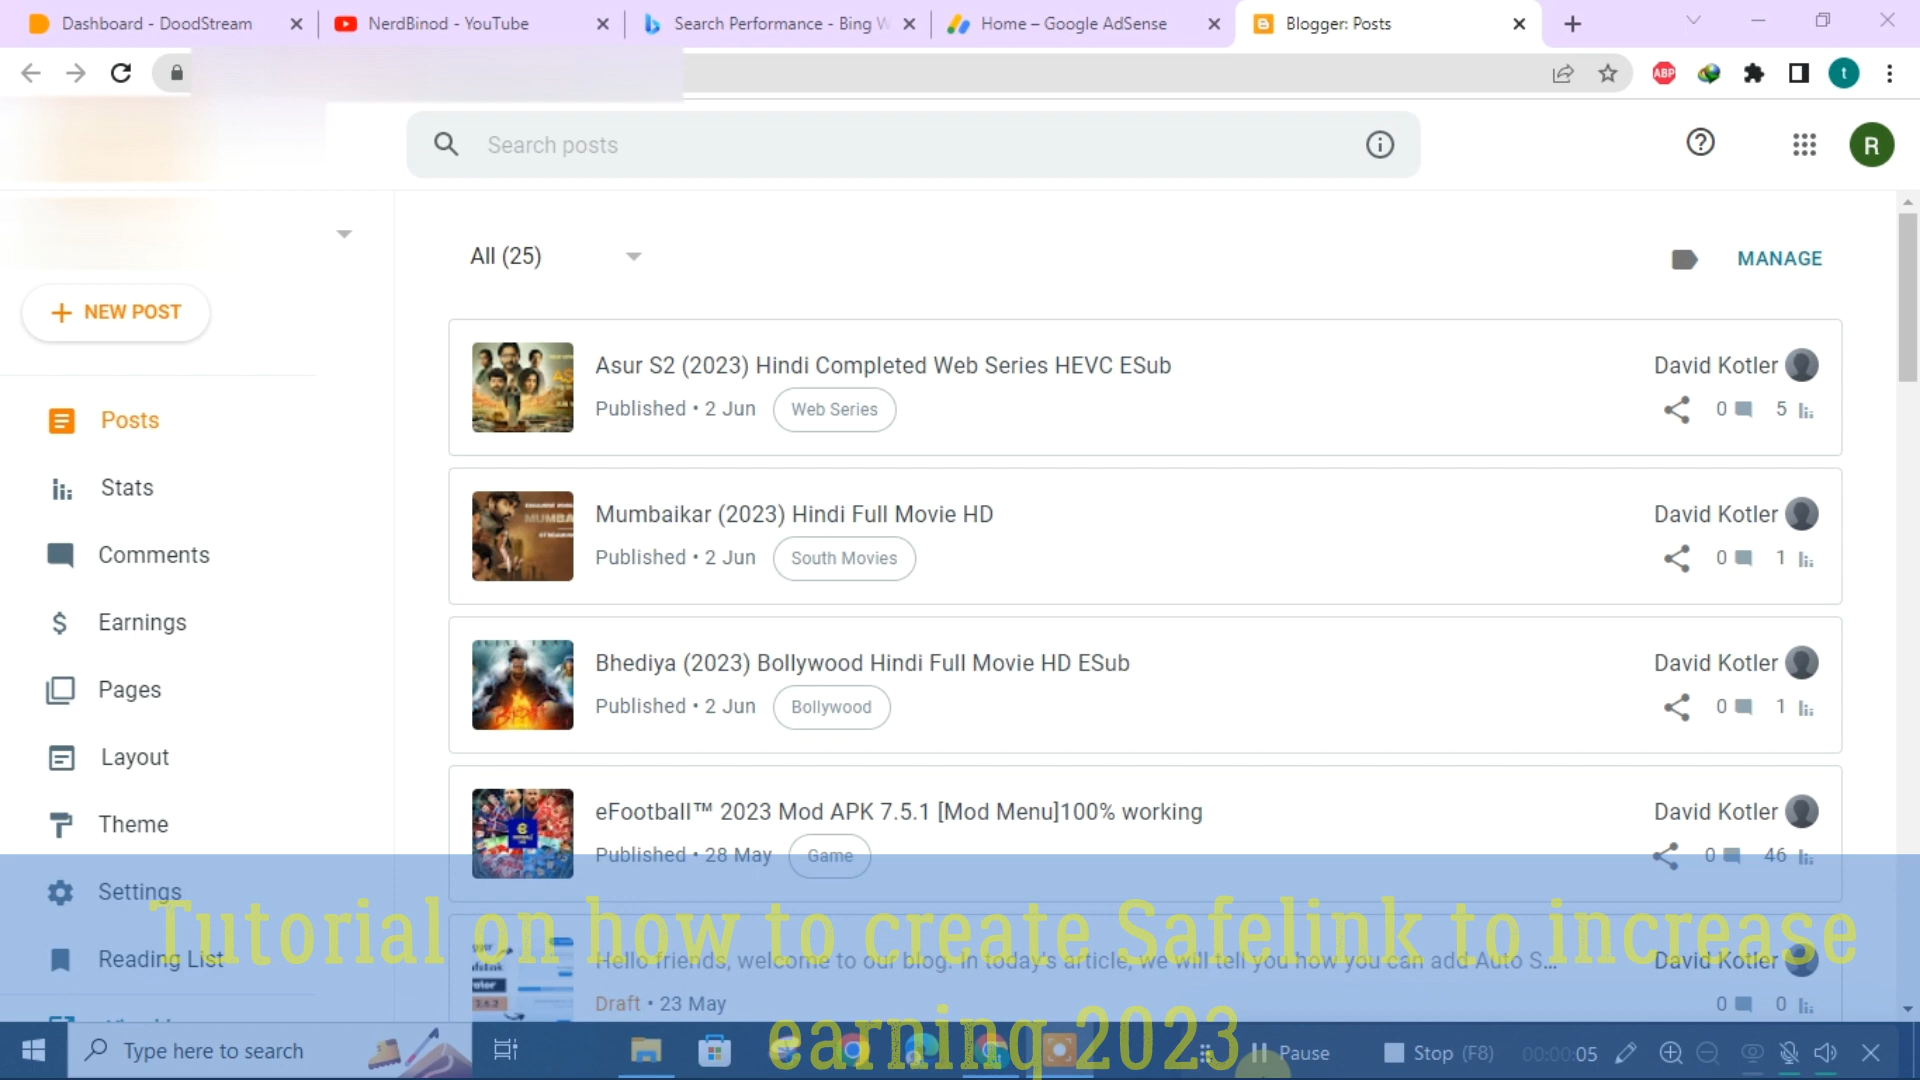 Dashboard - DoodStream
NerdBinod - YouTube
Search Performance - Bing W
Home – Google AdSense
Blogger: Posts
ABP
t
Search posts
R
All (25)
MANAGE
NEW POST
Posts
Stats
Comments
Earnings
Pages
Layout
Theme
Settings
Reading List
Asur S2 (2023) Hindi Completed Web Series HEVC ESub
David Kotler
Published • 2 Jun
Web Series
0
5
Mumbaikar (2023) Hindi Full Movie HD
David Kotler
Published • 2 Jun
South Movies
0
1
Bhediya (2023) Bollywood Hindi Full Movie HD ESub
David Kotler
Published • 2 Jun
Bollywood
0
1
eFootball™ 2023 Mod APK 7.5.1 [Mod Menu]100% working
David Kotler
Published • 28 May
Game
0
46
Hello friends, welcome to our blog. In today's article, we will tell you how you can add Auto S...
David Kotler
Draft • 23 May
0
0
Tutorial on how to create Safelink to increase
earning 2023
Type here to search
Pause
Stop (F8)
00:00:05